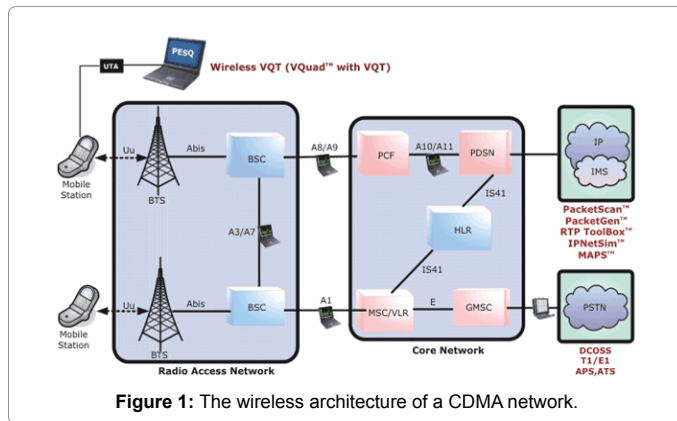 PESQ
UTA
Wireless VQT (VQuad™ with VQT)
Uu
Abis
BSC
A8/A9
PCF
A10/A11
PDSN
IP
IMS
Mobile
Station
BTS
IS41
PacketScan™
PacketGen™
RTP ToolBox™
IPNetSim™
MAPS™
A3/A7
HLR
IS41
Uu
Abis
BSC
A1
MSC/VLR
E
GMSC
PSTN
Mobile
Station
BTS
Radio Access Network
Core Network
DCOSS
T1/E1
APS,ATS
Figure 1: The wireless architecture of a CDMA network.